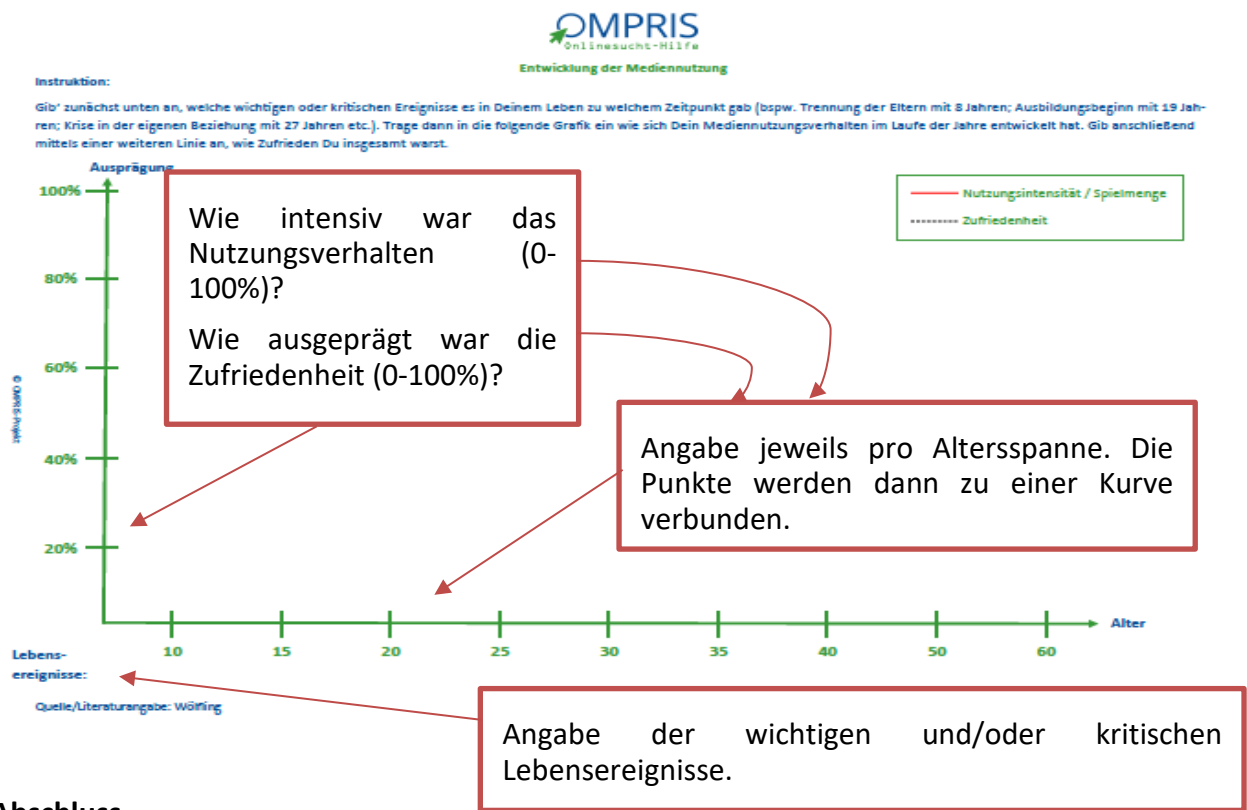 OMPRIS
Onlinesucht-Hilfe
Entwicklung der Mediennutzung
Instruktion:
Gib' zunächst unten an, welche wichtigen oder kritischen Ereignisse es in Deinem Leben zu welchem Zeitpunkt gab (bspw. Trennung der Eltern mit 8 Jahren; Ausbildungsbeginn mit 19 Jah-
ren; Krise in der eigenen Beziehung mit 27 Jahren etc.). Trage dann in die folgende Grafik ein wie sich Dein Mediennutzungsverhalten im Laufe der Jahre entwickelt hat. Gib anschließend
mittels einer weiteren Linie an, wie Zufrieden Du insgesamt warst.
Ausprägung
100%
80%
60%
40%
20%
Wie intensiv war das
Nutzungsverhalten (0-
100%)?
Wie ausgeprägt war die
Zufriedenheit (0-100%)?
Nutzungsintensität / Spielmenge
Zufriedenheit
Angabe jeweils pro Altersspanne. Die
Punkte werden dann zu einer Kurve
verbunden.
© OMPRIS-Projekt
Alter
10 15 20 25 30 35 40 50 60
Lebens-
ereignisse:
Quelle/Literaturangabe: Wölfling
Angabe der wichtigen und/oder kritischen
Lebensereignisse.